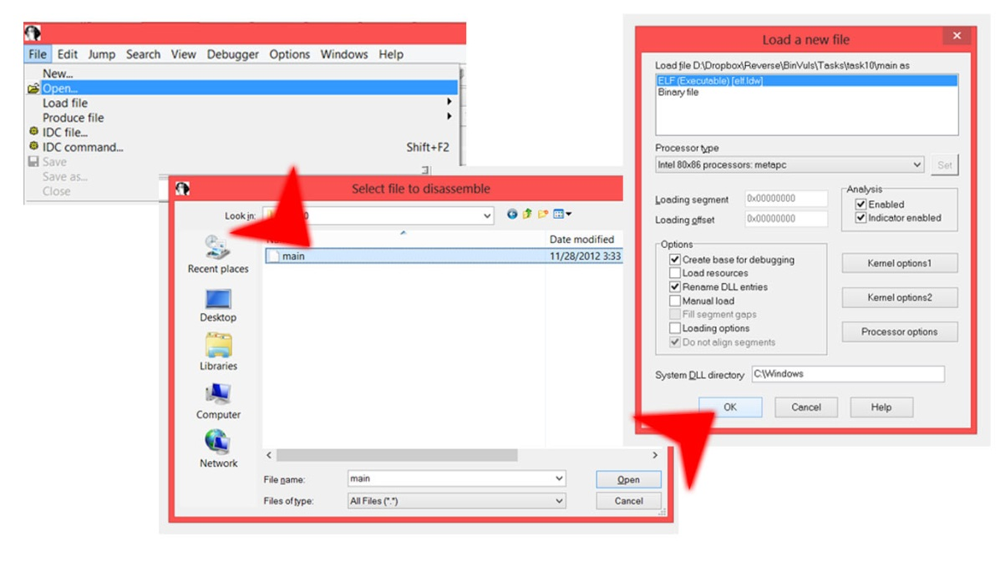 File Edit Jump Search View Debugger Options Windows Help
New...
Open...
Load file
Produce file
IDC file...
IDC command... Shift+F2
Save
Save as...
Close
Select file to disassemble
Look in:
Date modified
main 11/28/2012 3:33
Recent places
Desktop
Libraries
Computer
Network
File name: main Open
Files of type: All Files (*.*) Cancel
Load a new file
Load file D:\Dropbox\Reverse\BinVuls\Tasks\task10\main as
ELF (Executable) [elf.ldw]
Binary file
Processor type
Intel 80x86 processors: metapc Set
Analysis
Loading segment 0x00000000 Enabled
Loading offset 0x00000000 Indicator enabled
Options
Create base for debugging Kernel options1
Load resources
Rename DLL entries
Manual load Kernel options2
Fill segment gaps
Loading options Processor options
Do not align segments
System DLL directory C:\Windows
OK Cancel Help